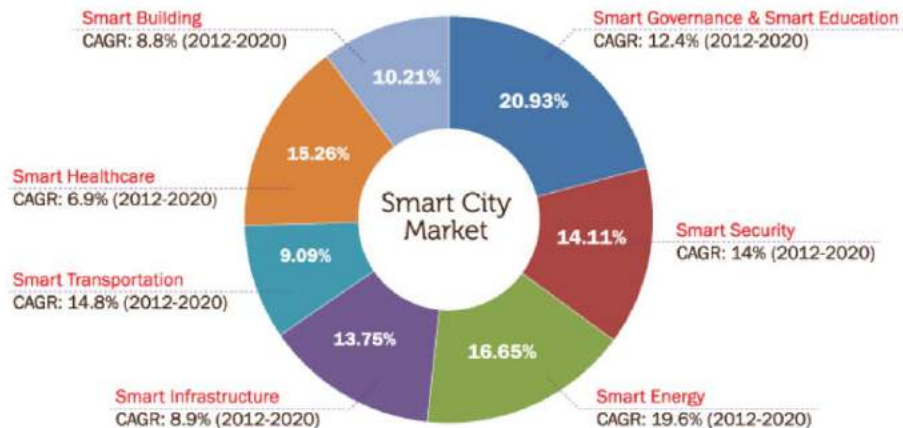 Smart Building
CAGR: 8.8% (2012-2020)
10.21%
Smart Governance & Smart Education
CAGR: 12.4% (2012-2020)
20.93%
15.26%
Smart Healthcare
CAGR: 6.9% (2012-2020)
Smart City
Market
14.11%
Smart Security
CAGR: 14% (2012-2020)
9.09%
Smart Transportation
CAGR: 14.8% (2012-2020)
13.75%
16.65%
Smart Infrastructure
CAGR: 8.9% (2012-2020)
Smart Energy
CAGR: 19.6% (2012-2020)